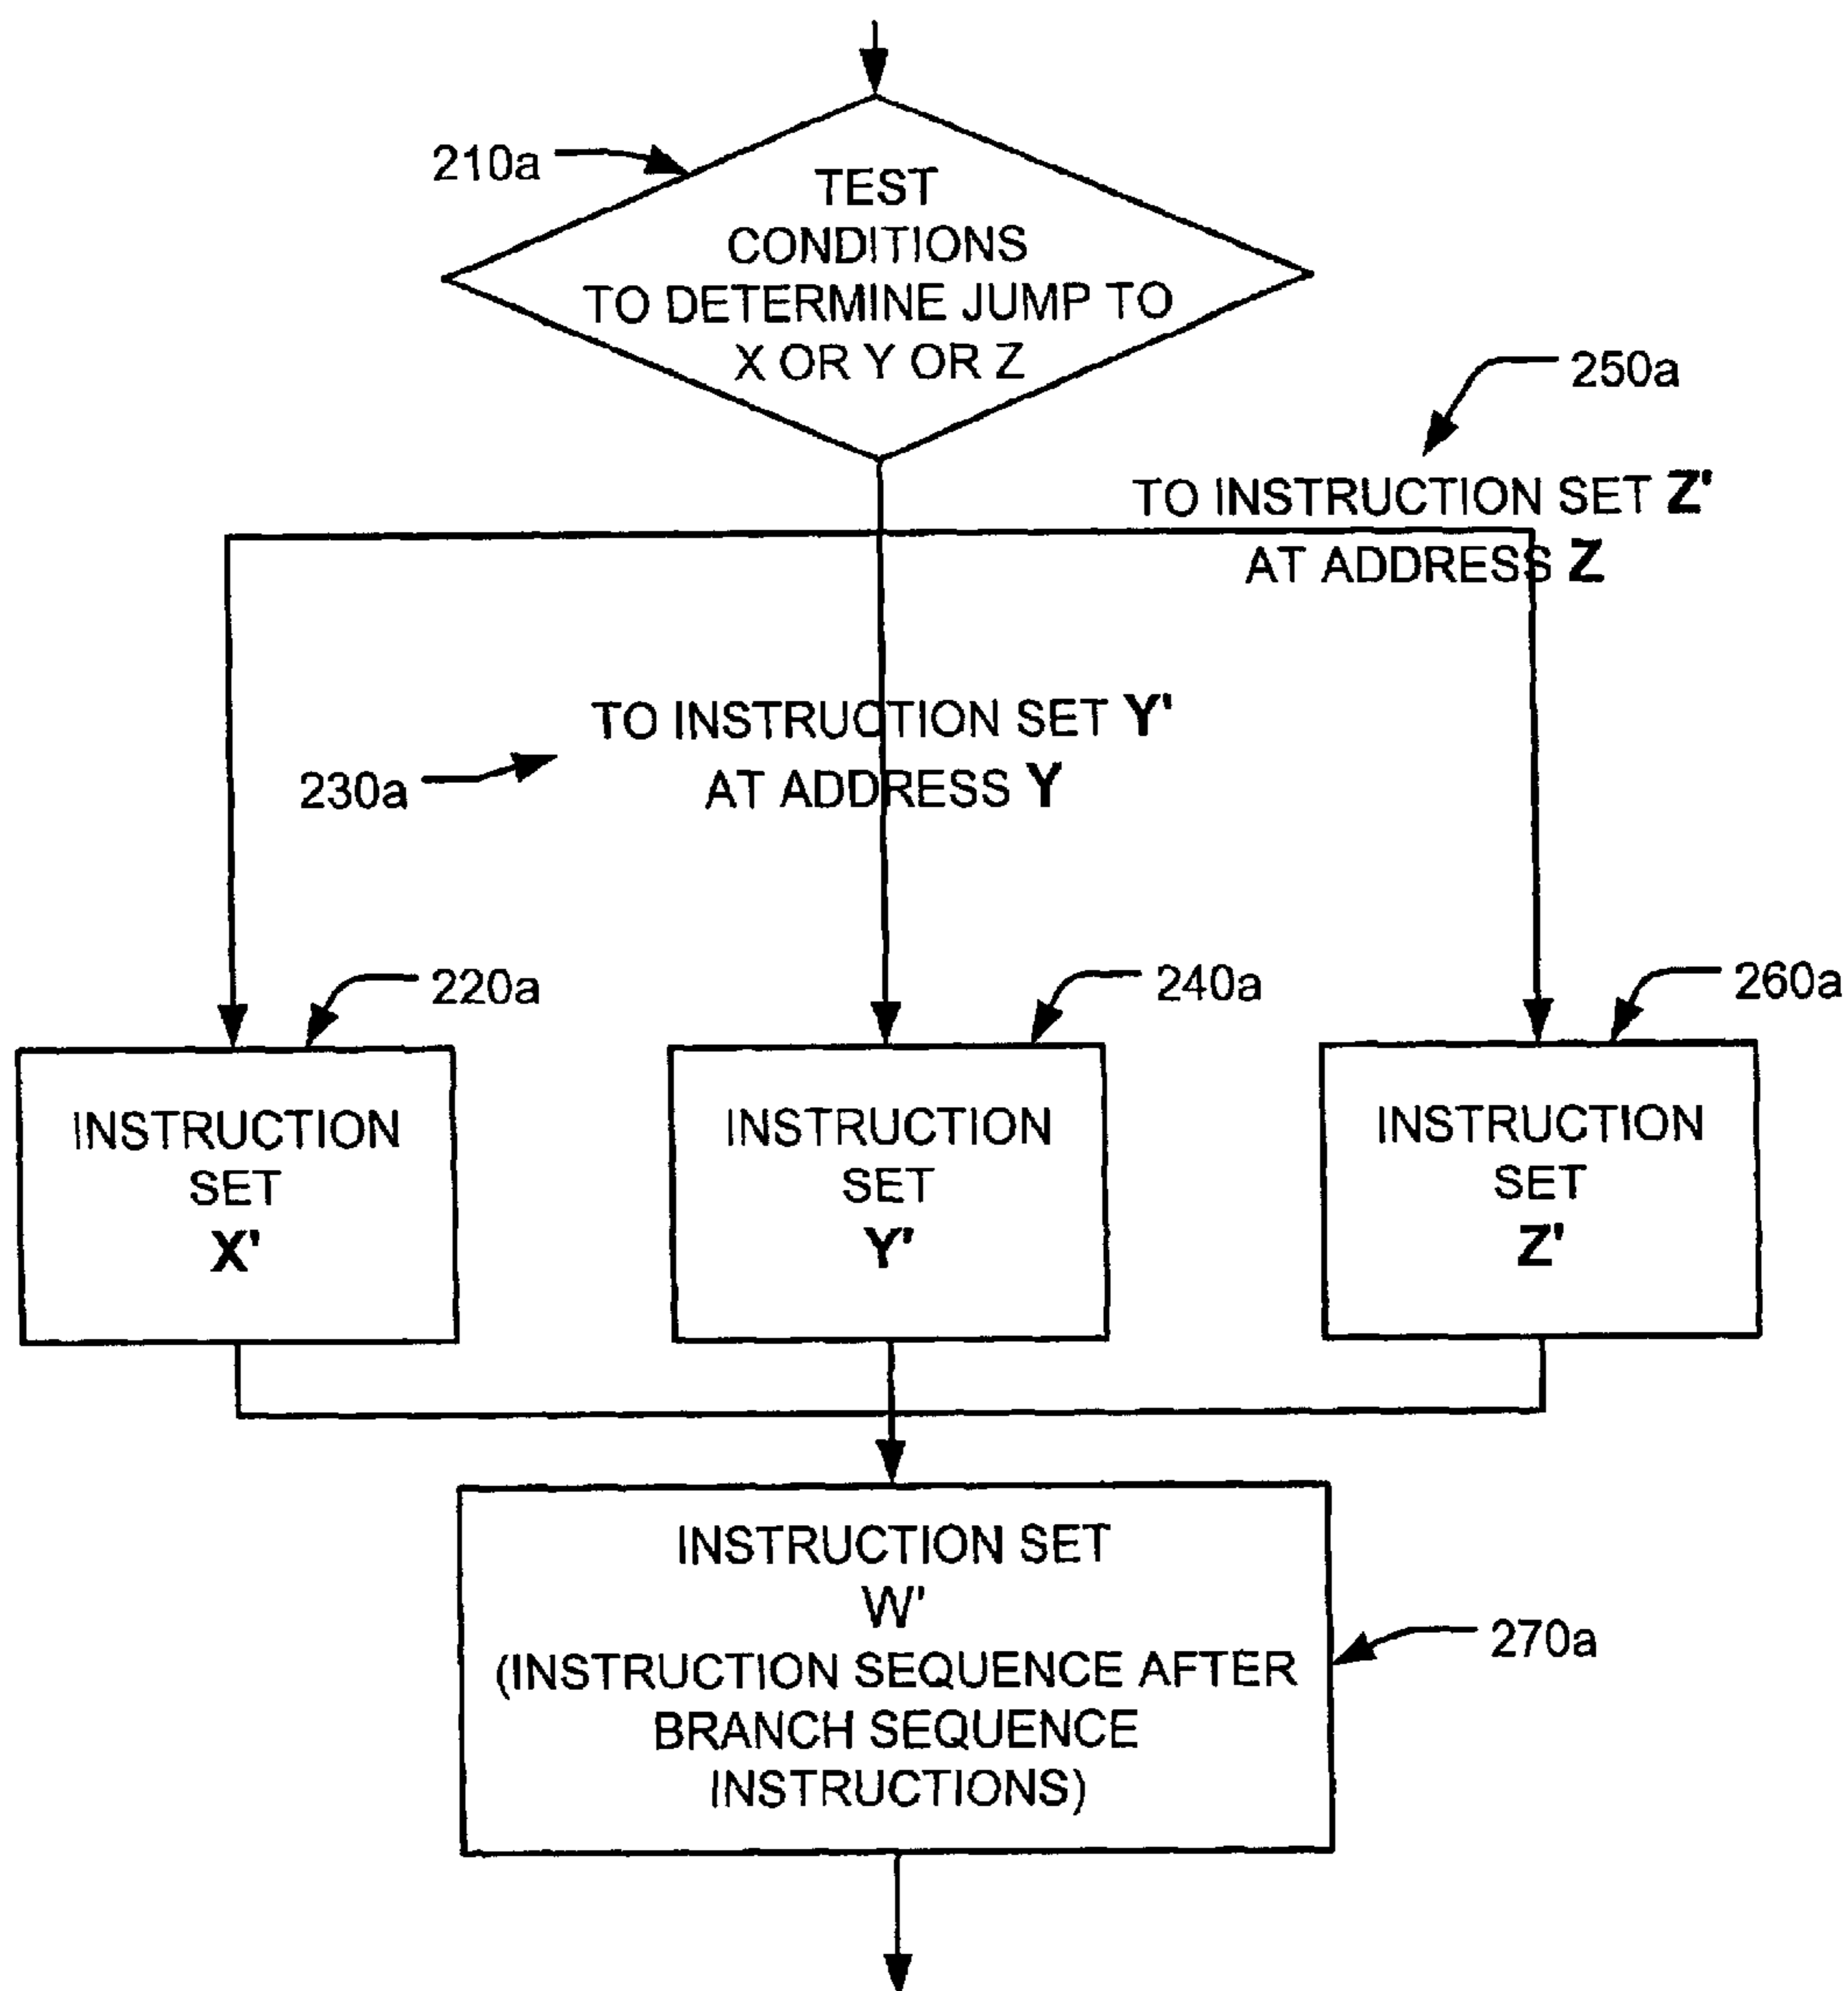 210a
TEST
CONDITIONS
TO DETERMINE JUMP TO
X OR Y OR Z
250a
TO INSTRUCTION SET Z'
AT ADDRESS Z
TO INSTRUCTION SET Y'
AT ADDRESS Y
230a
220a
240a
260a
INSTRUCTION
SET
X'
INSTRUCTION
SET
Y'
INSTRUCTION
SET
Z'
INSTRUCTION SET
W'
(INSTRUCTION SEQUENCE AFTER
BRANCH SEQUENCE
INSTRUCTIONS)
270a